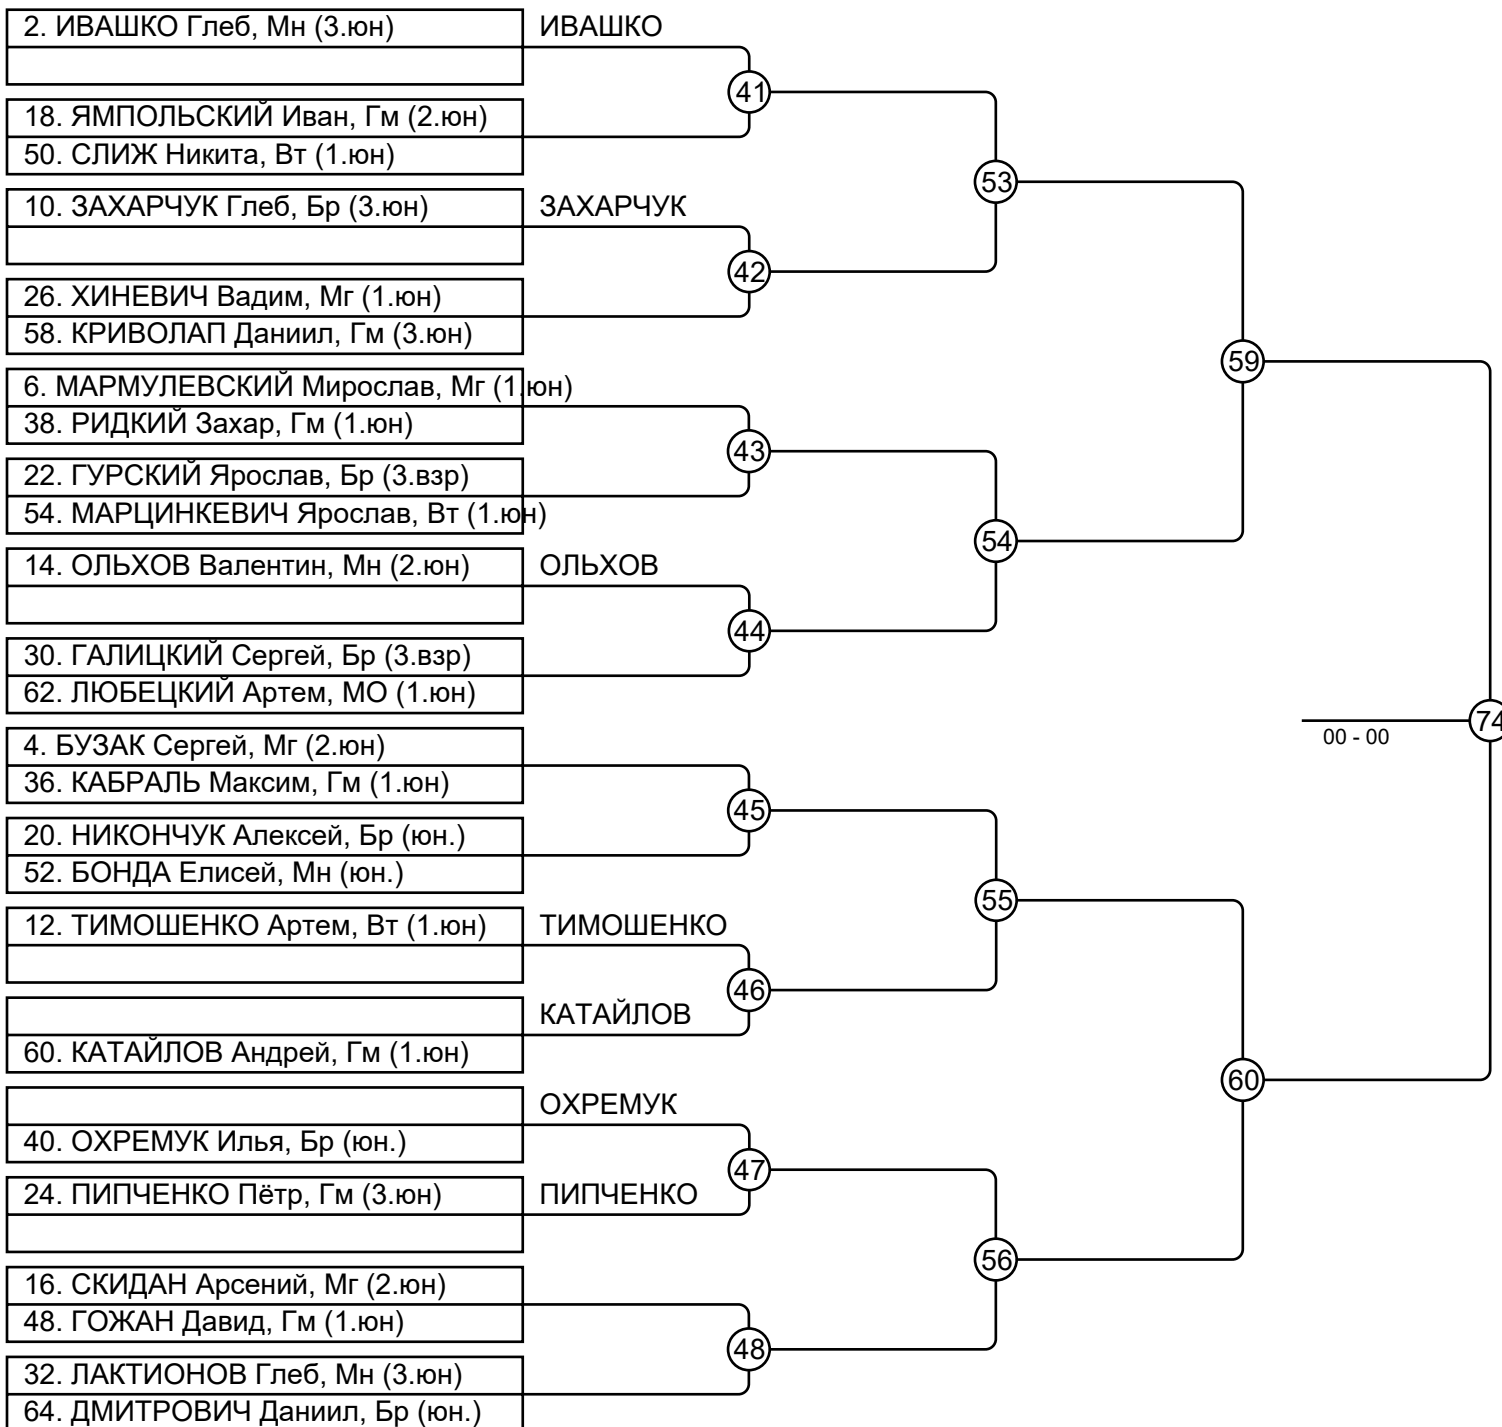 2. ИВАШКО Глеб, Мн (3.юн) ИВАШКО
41
18. ЯМПОЛЬСКИЙ Иван, Гм (2.юн)
50. СЛИЖ Никита, Вт (1.юн)
53
10. ЗАХАРЧУК Глеб, Бр (3.юн) ЗАХАРЧУК
42
26. ХИНЕВИЧ Вадим, Мг (1.юн)
58. КРИВОЛАП Даниил, Гм (3.юн)
59
6. МАРМУЛЕВСКИЙ Мирослав, Мг (1.юн)
38. РИДКИЙ Захар, Гм (1.юн)
43
22. ГУРСКИЙ Ярослав, Бр (3.взр)
54. МАРЦИНКЕВИЧ Ярослав, Вт (1.юн)
54
14. ОЛЬХОВ Валентин, Мн (2.юн) ОЛЬХОВ
44
30. ГАЛИЦКИЙ Сергей, Бр (3.взр)
62. ЛЮБЕЦКИЙ Артем, МО (1.юн)
74
00 - 00
4. БУЗАК Сергей, Мг (2.юн)
36. КАБРАЛЬ Максим, Гм (1.юн)
45
20. НИКОНЧУК Алексей, Бр (юн.)
52. БОНДА Елисей, Мн (юн.)
55
12. ТИМОШЕНКО Артем, Вт (1.юн) ТИМОШЕНКО
46
КАТАЙЛОВ
60. КАТАЙЛОВ Андрей, Гм (1.юн)
60
ОХРЕМУК
40. ОХРЕМУК Илья, Бр (юн.)
47
24. ПИПЧЕНКО Пётр, Гм (3.юн) ПИПЧЕНКО
56
16. СКИДАН Арсений, Мг (2.юн)
48. ГОЖАН Давид, Гм (1.юн)
48
32. ЛАКТИОНОВ Глеб, Мн (3.юн)
64. ДМИТРОВИЧ Даниил, Бр (юн.)